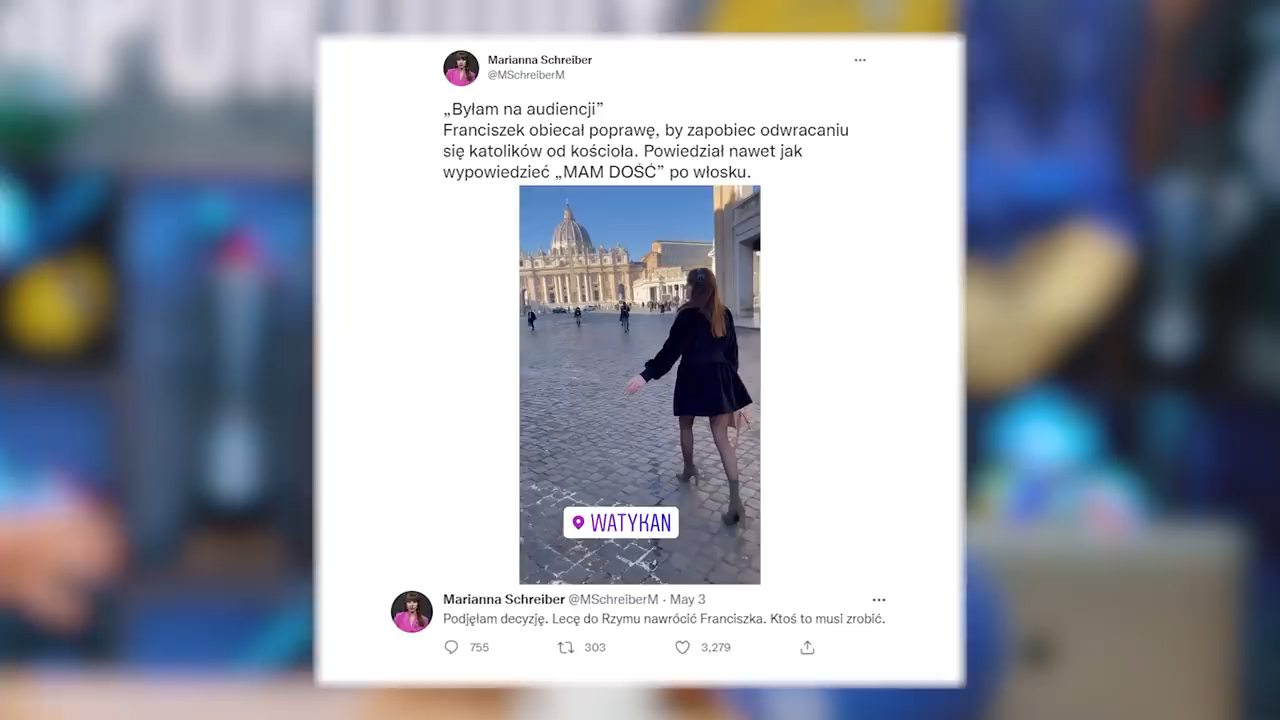 Marianna Schreiber
@MSchreiberM
„Byłam na audiencji”
Franciszek obiecał poprawę, by zapobiec odwracaniu
się katolików od kościoła. Powiedział nawet jak
wypowiedzieć „MAM DOŚĆ” po włosku.
WATYKAN
Marianna Schreiber @MSchreiberM · May 3
Podjęłam decyzję. Lecę do Rzymu nawrócić Franciszka. Ktoś to musi zrobić.
755 303 3,279